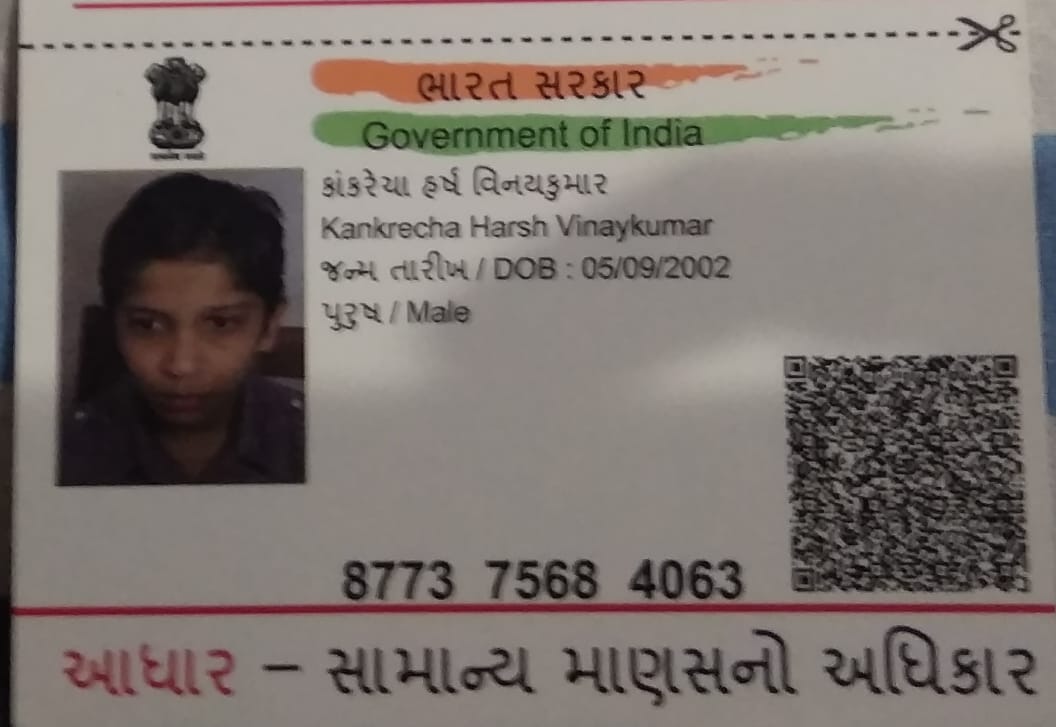 ભારત સરકાર
Government of India
કાંકરેચા હર્ષ વિનયકુમાર
Kankrecha Harsh Vinaykumar
જન્મ તારીખ / DOB : 05/09/2002
પુરુષ / Male
8773 7568 4063
આધાર – સામાન્ય માણસનો અધિકાર